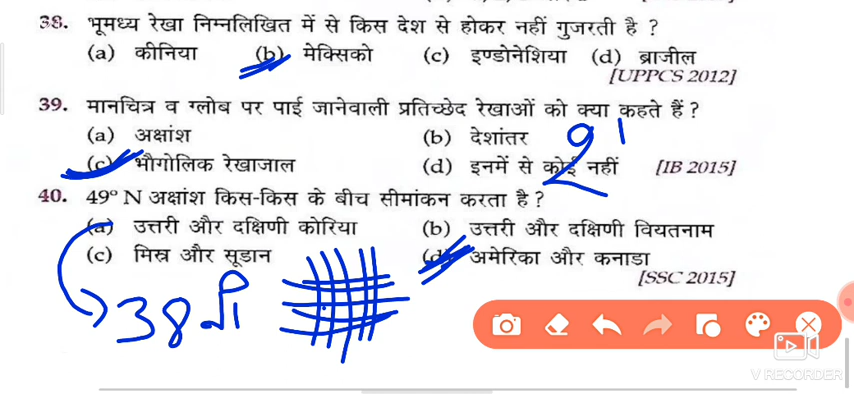 38. भूमध्य रेखा निम्नलिखित में से किस देश से होकर नहीं गुजरती है ?
(a) कीनिया (b) मेक्सिको (c) इण्डोनेशिया (d) ब्राजील
[UPPCS 2012]
39. मानचित्र व ग्लोब पर पाई जानेवाली प्रतिच्छेद रेखाओं को क्या कहते हैं ?
(a) अक्षांश (b) देशांतर
(c) भौगोलिक रेखाजाल (d) इनमें से कोई नहीं [IB 2015]
40. 49° N अक्षांश किस-किस के बीच सीमांकन करता है ?
(a) उत्तरी और दक्षिणी कोरिया (b) उत्तरी और दक्षिणी वियतनाम
(c) मिस्र और सूडान (d) अमेरिका और कनाडा
[SSC 2015]
38 वी
V RECORDER